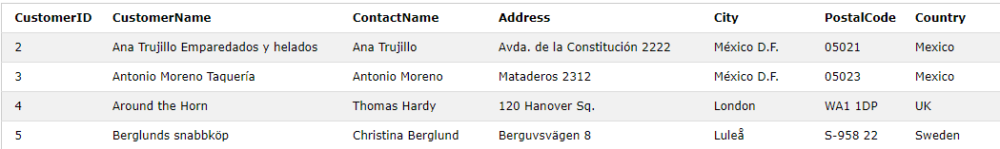 CustomerID CustomerName ContactName Address City PostalCode Country
2 Ana Trujillo Emparedados y helados Ana Trujillo Avda. de la Constitución 2222 México D.F. 05021 Mexico
3 Antonio Moreno Taquería Antonio Moreno Mataderos 2312 México D.F. 05023 Mexico
4 Around the Horn Thomas Hardy 120 Hanover Sq. London WA1 1DP UK
5 Berglunds snabbköp Christina Berglund Berguvsvägen 8 Luleå S-958 22 Sweden